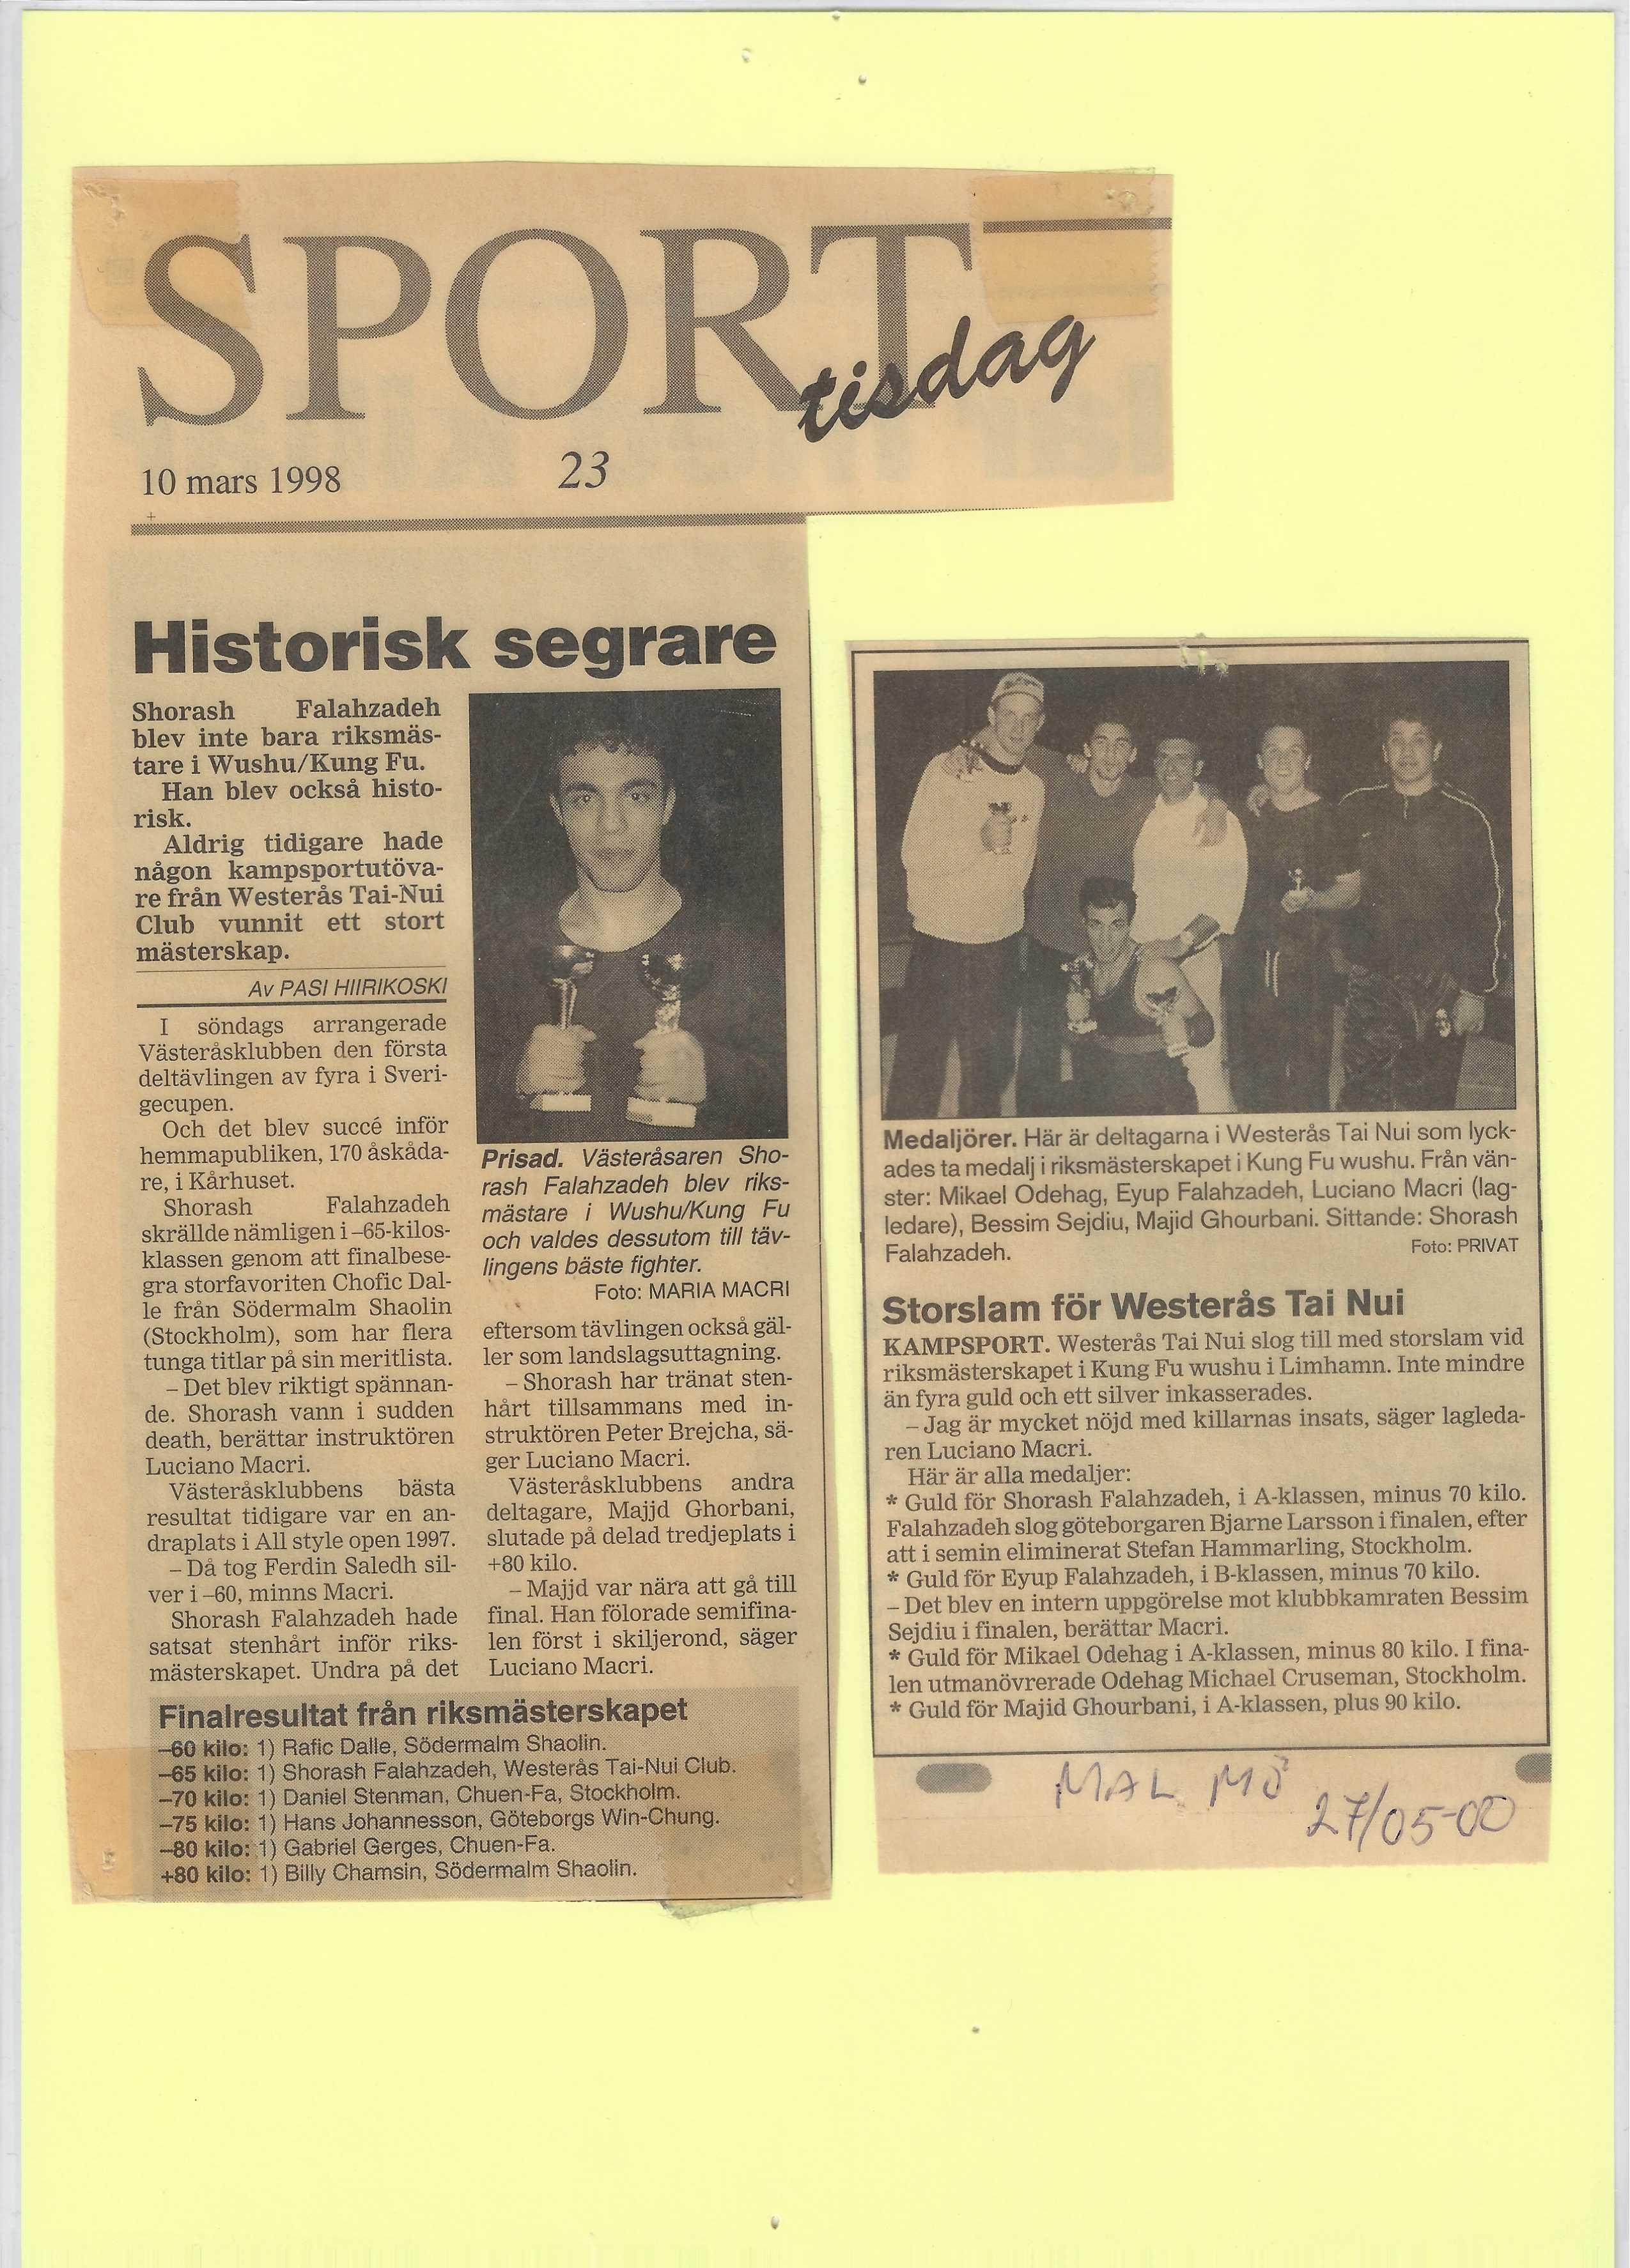 SPORT
tisdag
10 mars 1998
23
Historisk segrare
Shorash Falahzadeh
blev inte bara riksmäs-
tare i Wushu/Kung Fu.
Han blev också histo-
risk.
Aldrig tidigare hade
någon kampsportutöva-
re från Westerås Tai-Nui
Club vunnit ett stort
mästerskap.
Av PASI HIIRIKOSKI
I söndags arrangerade
Västeråsklubben den första
deltävlingen av fyra i Sveri-
gecupen.
Och det blev succé inför
hemmapubliken, 170 åskåda-
re, i Kårhuset.
Shorash Falahzadeh
skrällde nämligen i –65-kilos-
klassen genom att finalbese-
gra storfavoriten Chofic Dal-
le från Södermalm Shaolin
(Stockholm), som har flera
tunga titlar på sin meritlista.
– Det blev riktigt spännan-
de. Shorash vann i sudden
death, berättar instruktören
Luciano Macri.
Västeråsklubbens bästa
resultat tidigare var en an-
draplats i All style open 1997.
– Då tog Ferdin Saledh sil-
ver i –60, minns Macri.
Shorash Falahzadeh hade
satsat stenhårt inför riks-
mästerskapet. Undra på det
Prisad. Västeråsaren Sho-
rash Falahzadeh blev riks-
mästare i Wushu/Kung Fu
och valdes dessutom till täv-
lingens bäste fighter.
Foto: MARIA MACRI
eftersom tävlingen också gäl-
ler som landslagsuttagning.
– Shorash har tränat sten-
hårt tillsammans med in-
struktören Peter Brejcha, sä-
ger Luciano Macri.
Västeråsklubbens andra
deltagare, Majjd Ghorbani,
slutade på delad tredjeplats i
+80 kilo.
– Majjd var nära att gå till
final. Han fölorade semifina-
len först i skiljerond, säger
Luciano Macri.
Finalresultat från riksmästerskapet
–60 kilo: 1) Rafic Dalle, Södermalm Shaolin.
–65 kilo: 1) Shorash Falahzadeh, Westerås Tai-Nui Club.
–70 kilo: 1) Daniel Stenman, Chuen-Fa, Stockholm.
–75 kilo: 1) Hans Johannesson, Göteborgs Win-Chung.
–80 kilo: 1) Gabriel Gerges, Chuen-Fa.
+80 kilo: 1) Billy Chamsin, Södermalm Shaolin.
Medaljörer. Här är deltagarna i Westerås Tai Nui som lyck-
ades ta medalj i riksmästerskapet i Kung Fu wushu. Från vän-
ster: Mikael Odehag, Eyup Falahzadeh, Luciano Macri (lag-
ledare), Bessim Sejdiu, Majid Ghourbani. Sittande: Shorash
Falahzadeh.
Foto: PRIVAT
Storslam för Westerås Tai Nui
KAMPSPORT. Westerås Tai Nui slog till med storslam vid
riksmästerskapet i Kung Fu wushu i Limhamn. Inte mindre
än fyra guld och ett silver inkasserades.
– Jag är mycket nöjd med killarnas insats, säger lagleda-
ren Luciano Macri.
Här är alla medaljer:
* Guld för Shorash Falahzadeh, i A-klassen, minus 70 kilo.
Falahzadeh slog göteborgaren Bjarne Larsson i finalen, efter
att i semin eliminerat Stefan Hammarling, Stockholm.
* Guld för Eyup Falahzadeh, i B-klassen, minus 70 kilo.
– Det blev en intern uppgörelse mot klubbkamraten Bessim
Sejdiu i finalen, berättar Macri.
* Guld för Mikael Odehag i A-klassen, minus 80 kilo. I fina-
len utmanövrerade Odehag Michael Cruseman, Stockholm.
* Guld för Majid Ghourbani, i A-klassen, plus 90 kilo.
MALMÖ
27/05-00